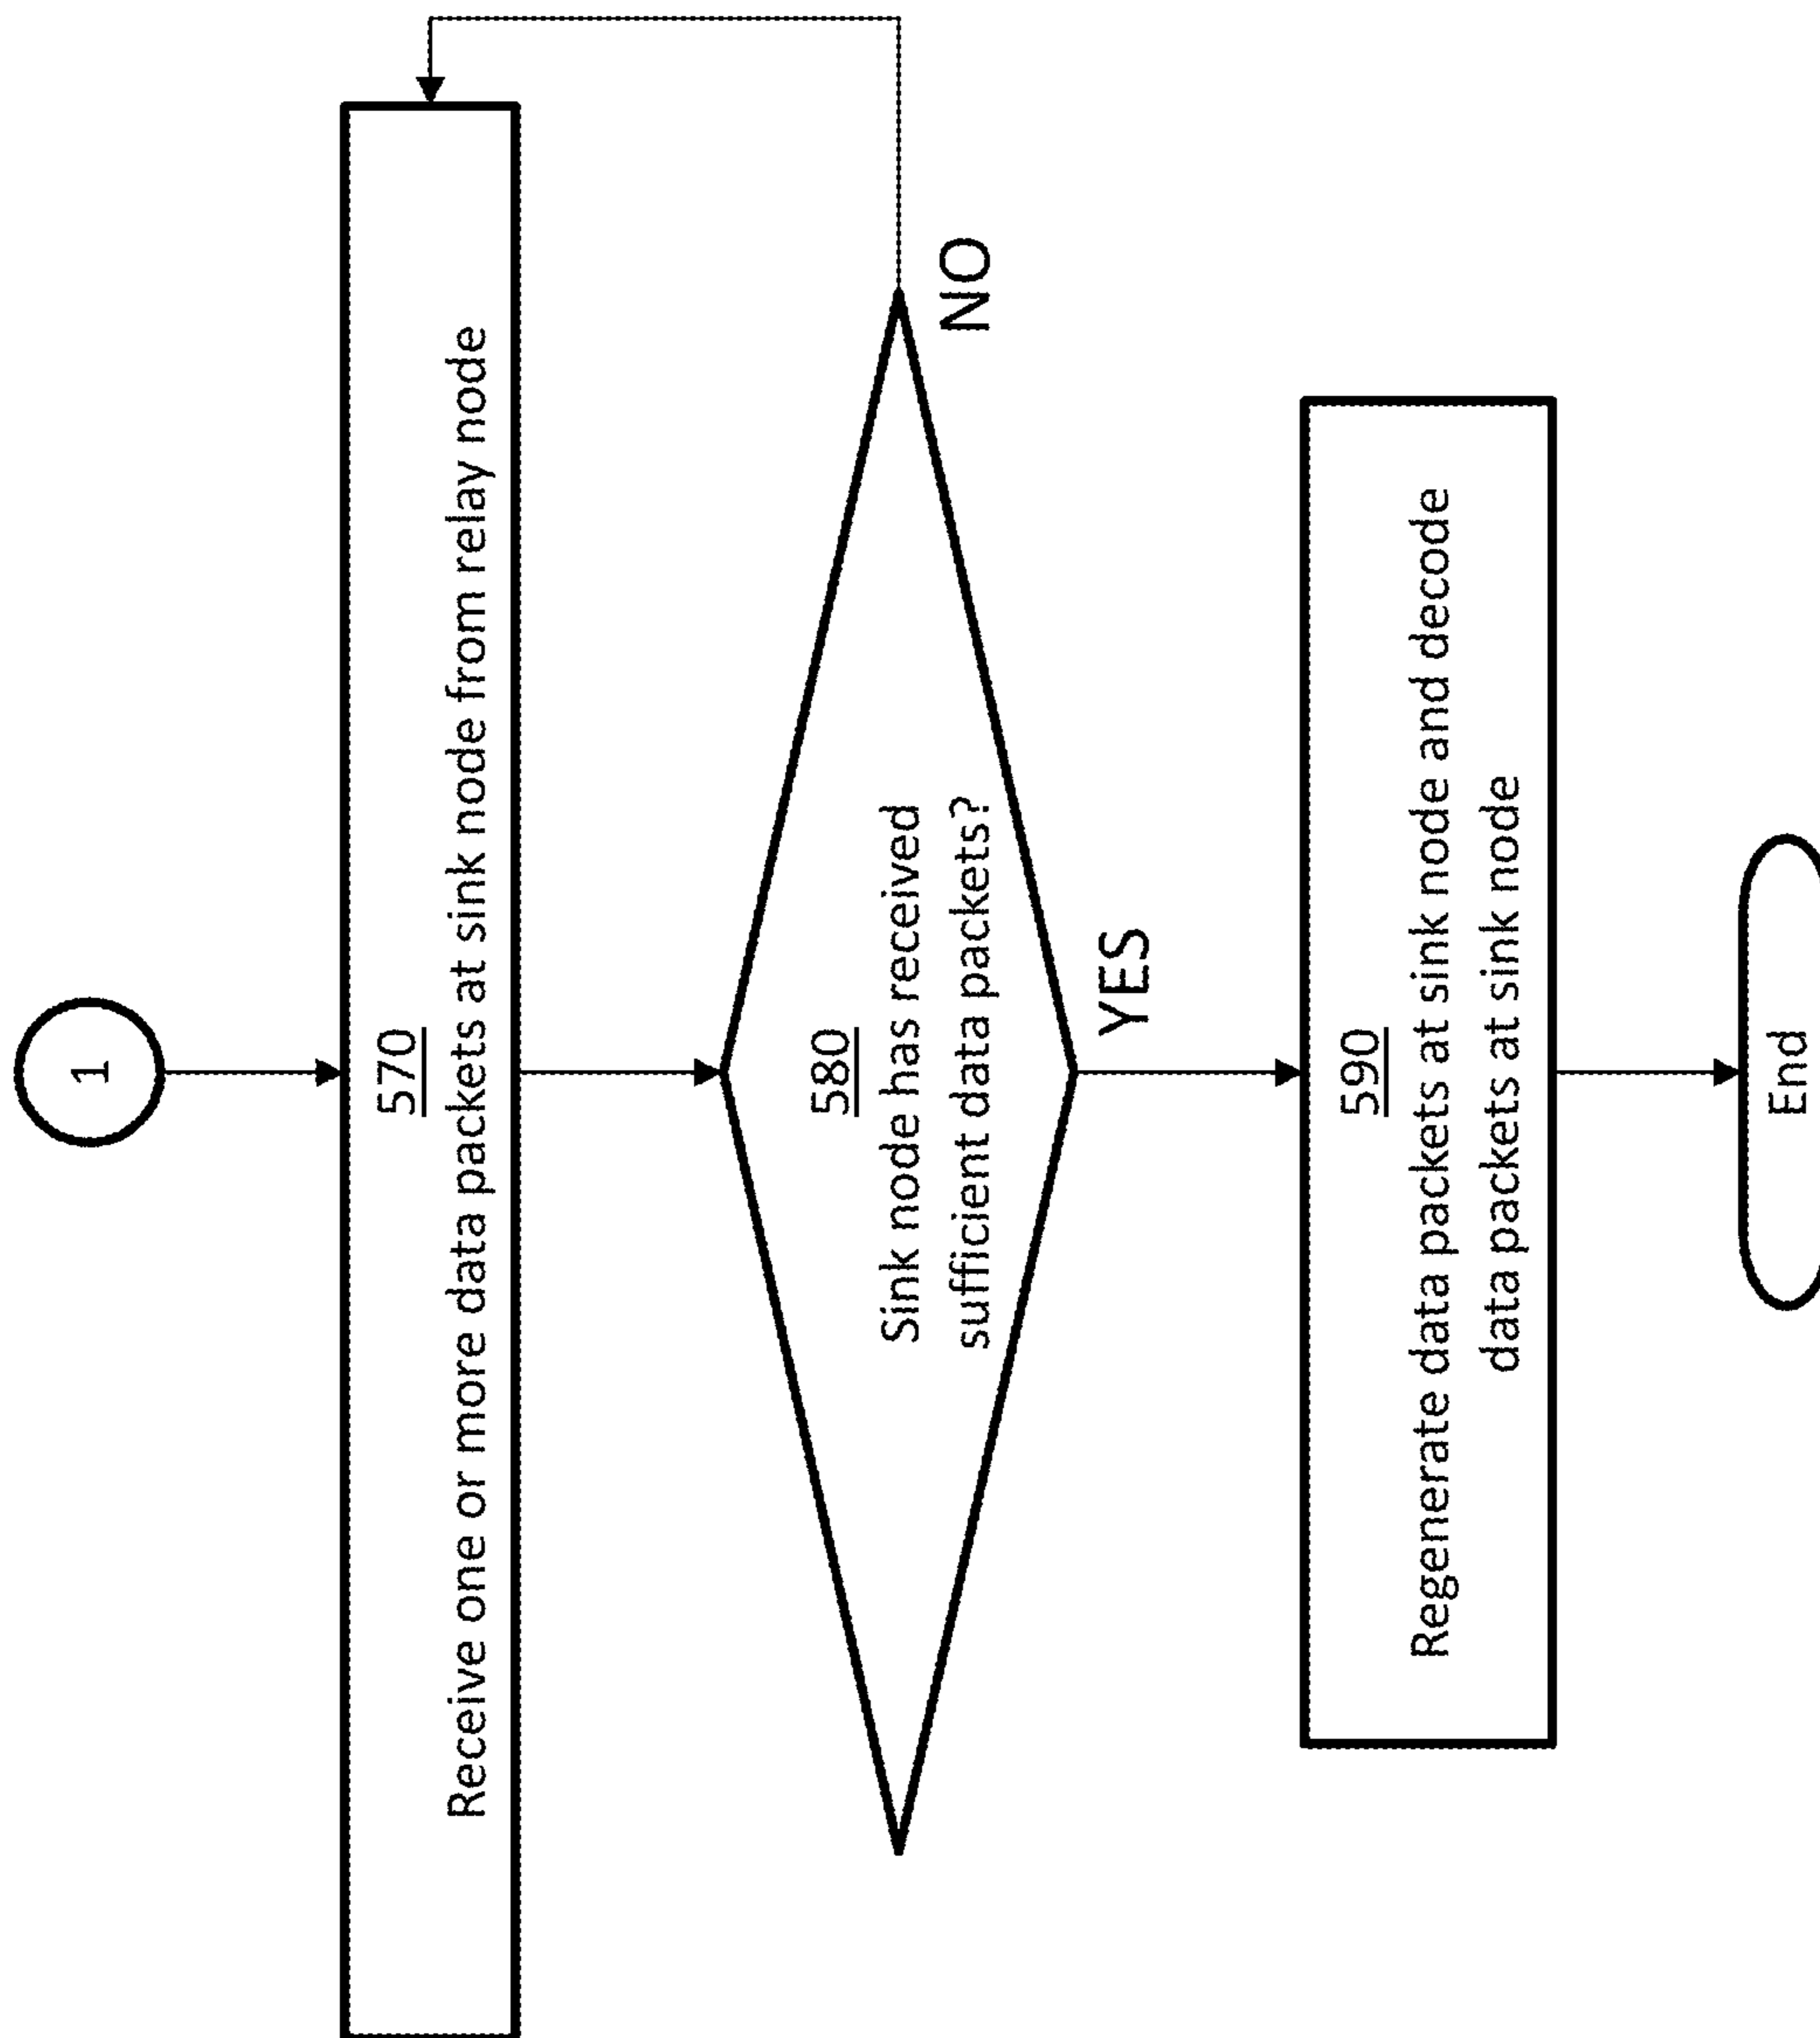 1
570
Receive one or more data packets at sink node from relay node
580
Sink node has received
sufficient data packets?
NO
YES
590
Regenerate data packets at sink node and decode
data packets at sink node
End